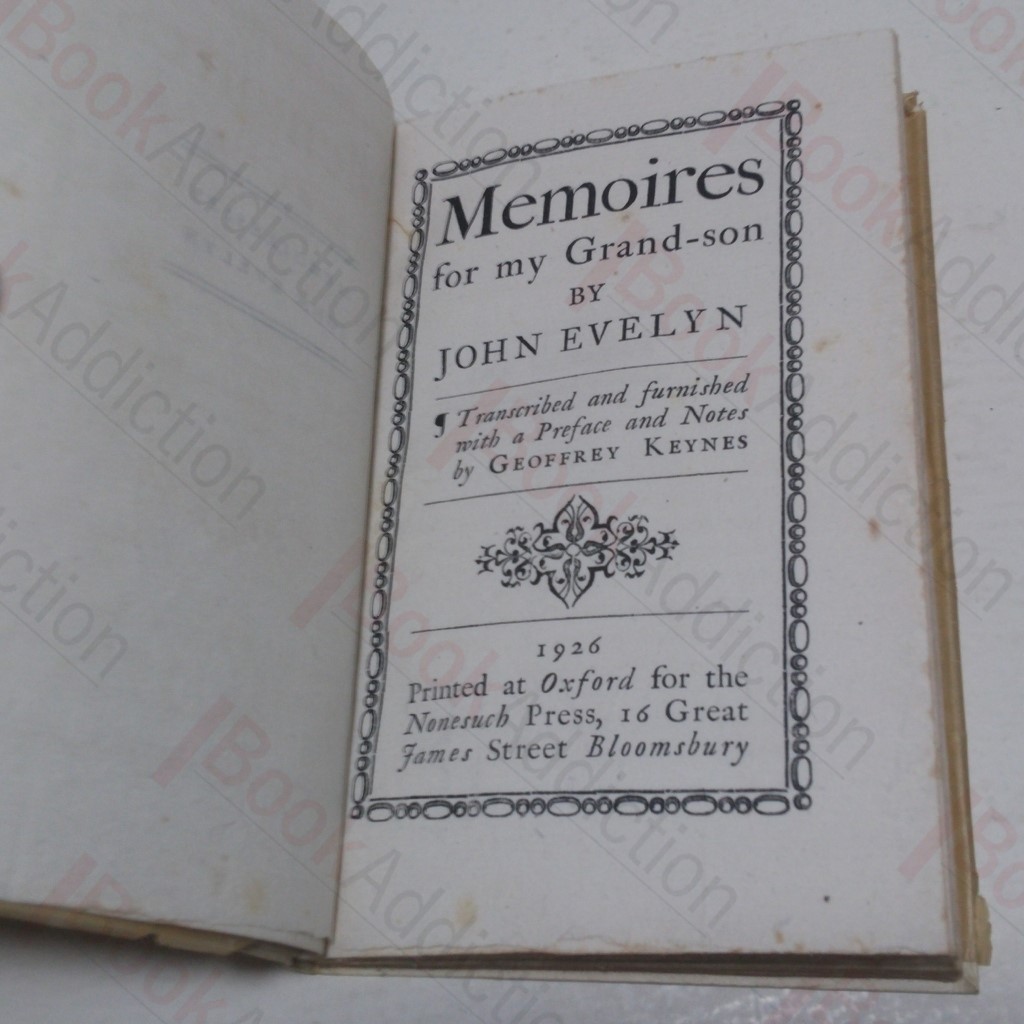 Memoires
for my Grand-son
BY
JOHN EVELYN
¶ Transcribed and furnished
with a Preface and Notes
by GEOFFREY KEYNES
1926
Printed at Oxford for the
Nonesuch Press, 16 Great
James Street Bloomsbury
BookAddiction